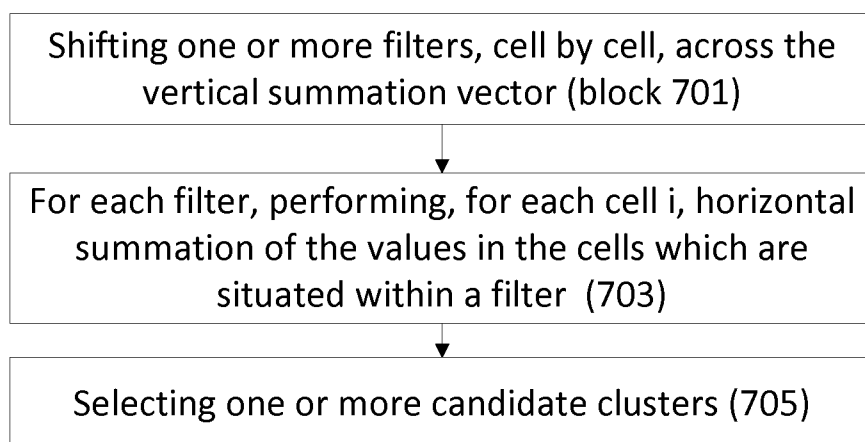 Shifting one or more filters, cell by cell, across the
vertical summation vector (block 701)
For each filter, performing, for each cell i, horizontal
summation of the values in the cells which are
situated within a filter  (703)
Selecting one or more candidate clusters (705)